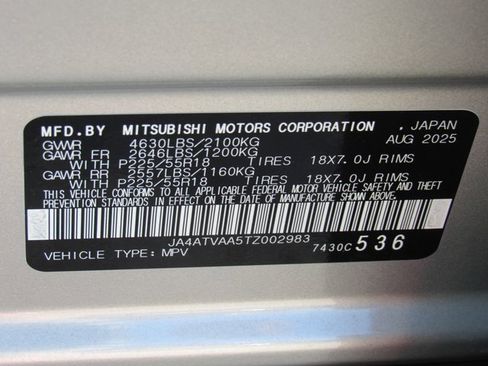 MFD.BY MITSUBISHI MOTORS CORPORATION , JAPAN
GVWR 4630LBS/2100KG AUG 2025
GAWR FR 2646LBS/1200KG
WITH P225/55R18 TIRES 18X7.0J RIMS
GAWR RR 2557LBS/1160KG
WITH P225/55R18 TIRES 18X7.0J RIMS
THIS VEHICLE CONFORMS TO ALL APPLICABLE FEDERAL MOTOR VEHICLE SAFETY AND THEFT
PREVENTION STANDARDS IN EFFECT ON THE DATE OF MANUFACTURE SHOWN ABOVE.
JA4ATVAA5TZ002983
VEHICLE TYPE: MPV 7430C 536